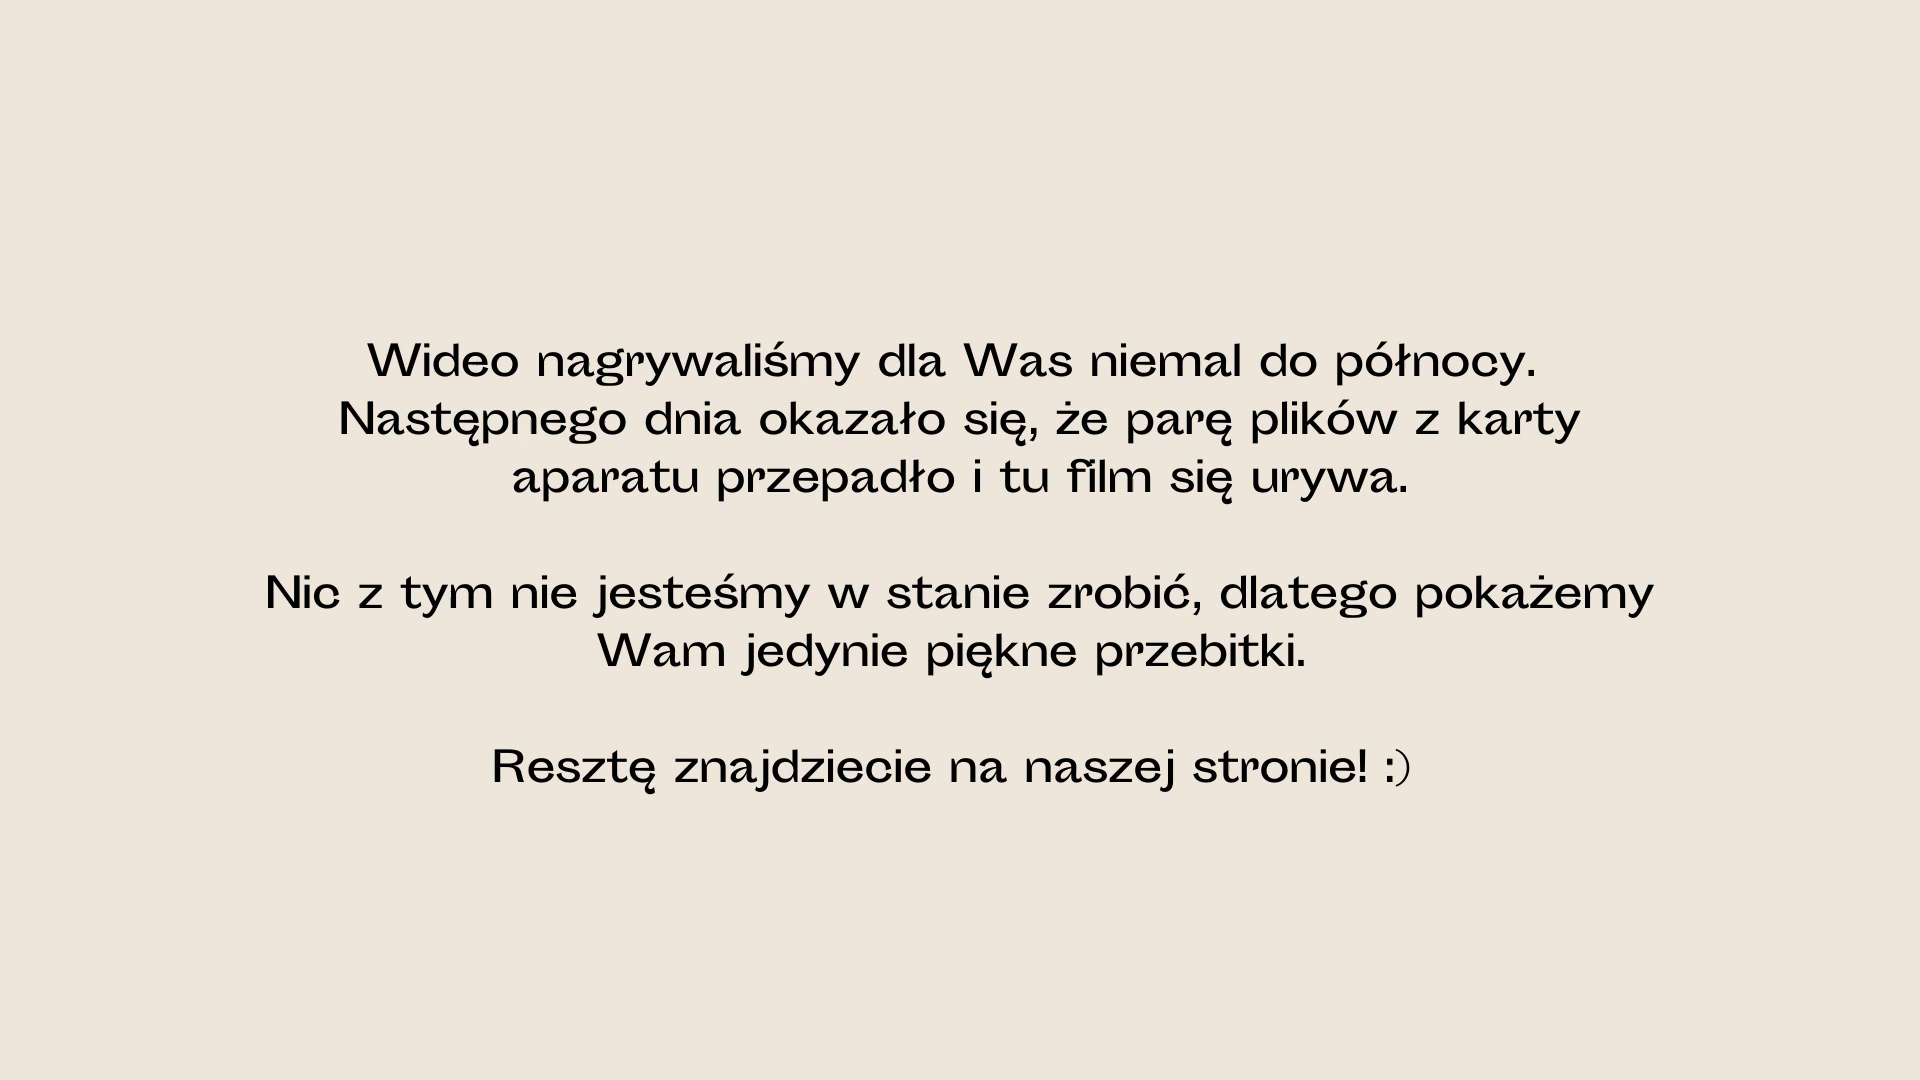 Wideo nagrywaliśmy dla Was niemal do północy.
Następnego dnia okazało się, że parę plików z karty
aparatu przepadło i tu film się urywa.
Nic z tym nie jesteśmy w stanie zrobić, dlatego pokażemy
Wam jedynie piękne przebitki.
Resztę znajdziecie na naszej stronie! :)